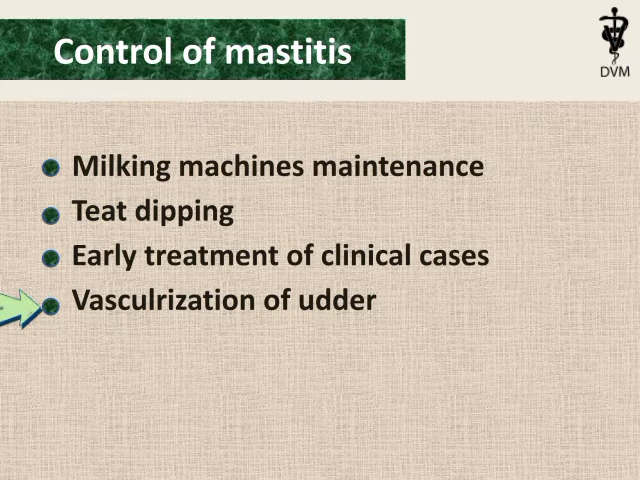 Control of mastitis
DVM
Milking machines maintenance
Teat dipping
Early treatment of clinical cases
Vasculrization of udder